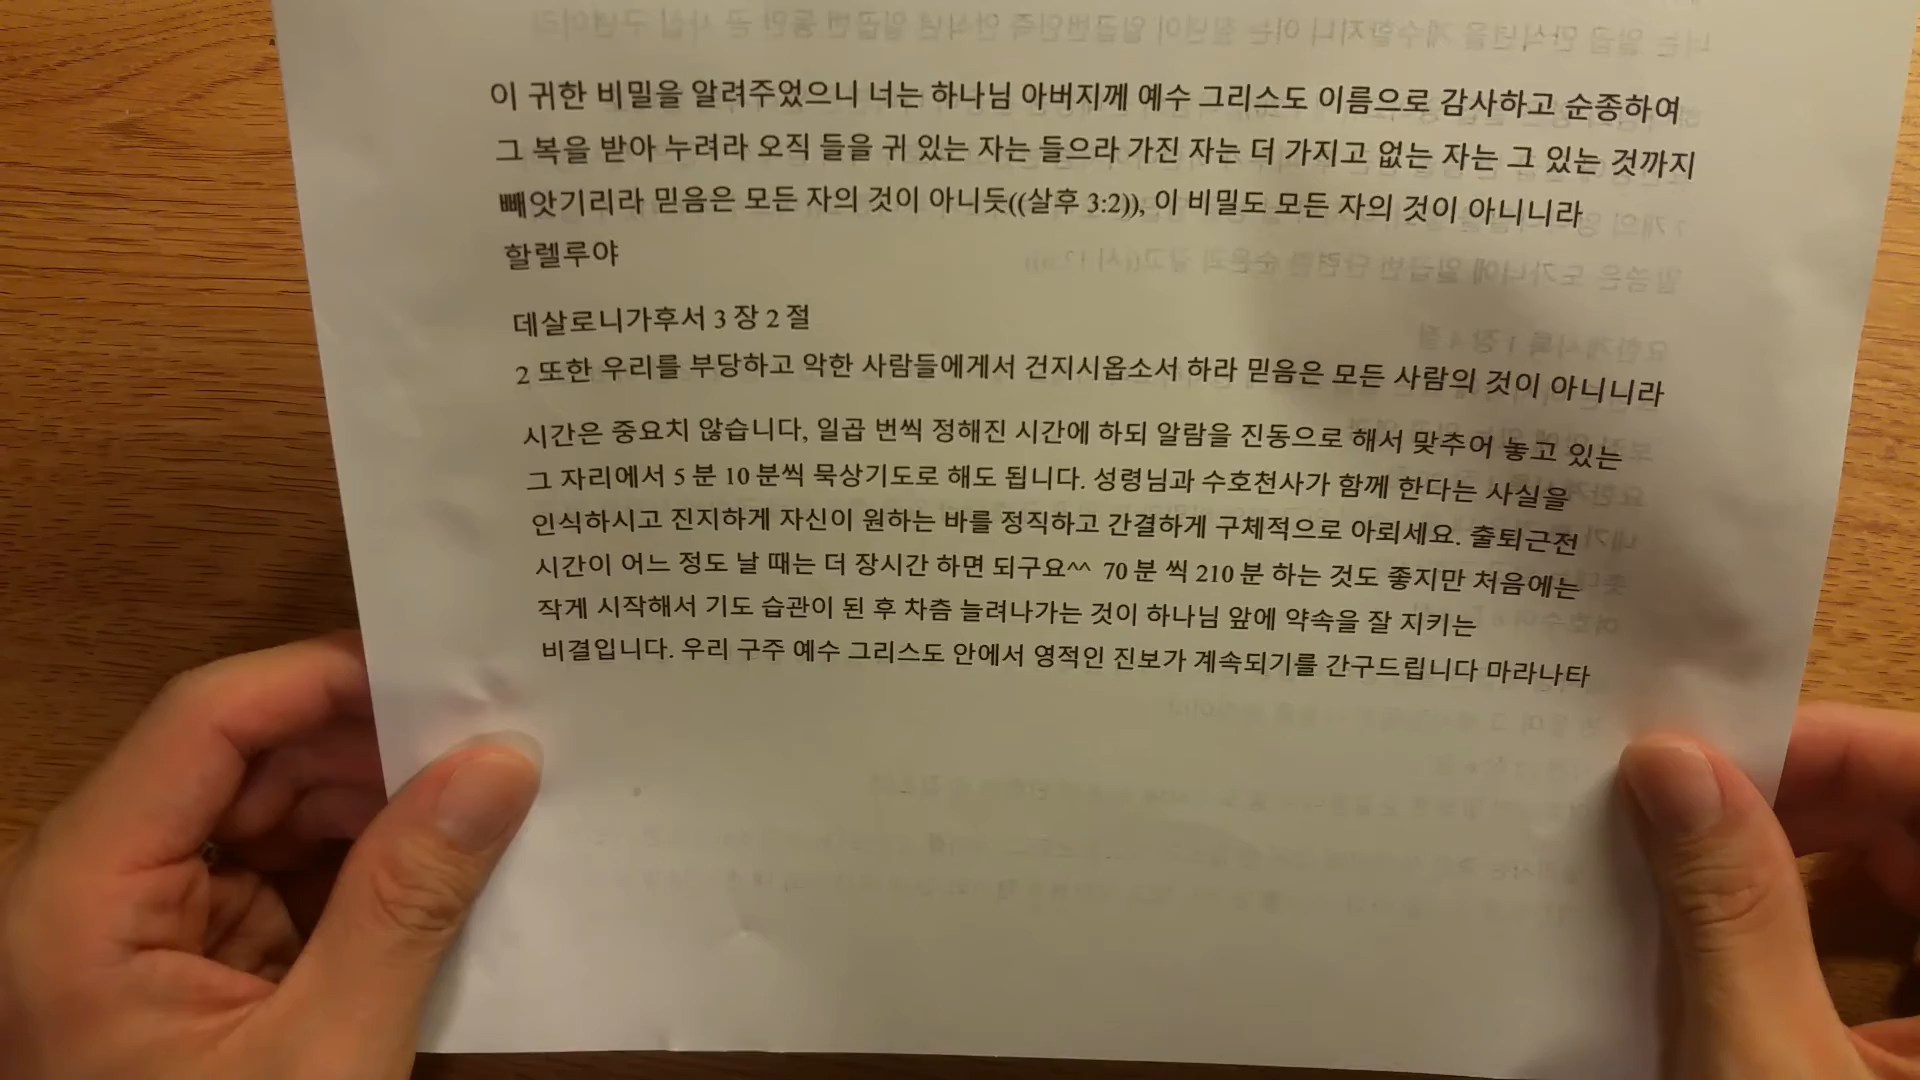 이 귀한 비밀을 알려주었으니 너는 하나님 아버지께 예수 그리스도 이름으로 감사하고 순종하여
그 복을 받아 누려라 오직 들을 귀 있는 자는 들으라 가진 자는 더 가지고 없는 자는 그 있는 것까지
빼앗기리라 믿음은 모든 자의 것이 아니듯((살후 3:2)), 이 비밀도 모든 자의 것이 아니니라
할렐루야
데살로니가후서 3 장 2 절
2 또한 우리를 부당하고 악한 사람들에게서 건지시옵소서 하라 믿음은 모든 사람의 것이 아니니라
시간은 중요치 않습니다, 일곱 번씩 정해진 시간에 하되 알람을 진동으로 해서 맞추어 놓고 있는
그 자리에서 5 분 10 분씩 묵상기도로 해도 됩니다. 성령님과 수호천사가 함께 한다는 사실을
인식하시고 진지하게 자신이 원하는 바를 정직하고 간결하게 구체적으로 아뢰세요. 출퇴근전
시간이 어느 정도 날 때는 더 장시간 하면 되구요^^ 70 분 씩 210 분 하는 것도 좋지만 처음에는
작게 시작해서 기도 습관이 된 후 차츰 늘려나가는 것이 하나님 앞에 약속을 잘 지키는
비결입니다. 우리 구주 예수 그리스도 안에서 영적인 진보가 계속되기를 간구드립니다 마라나타